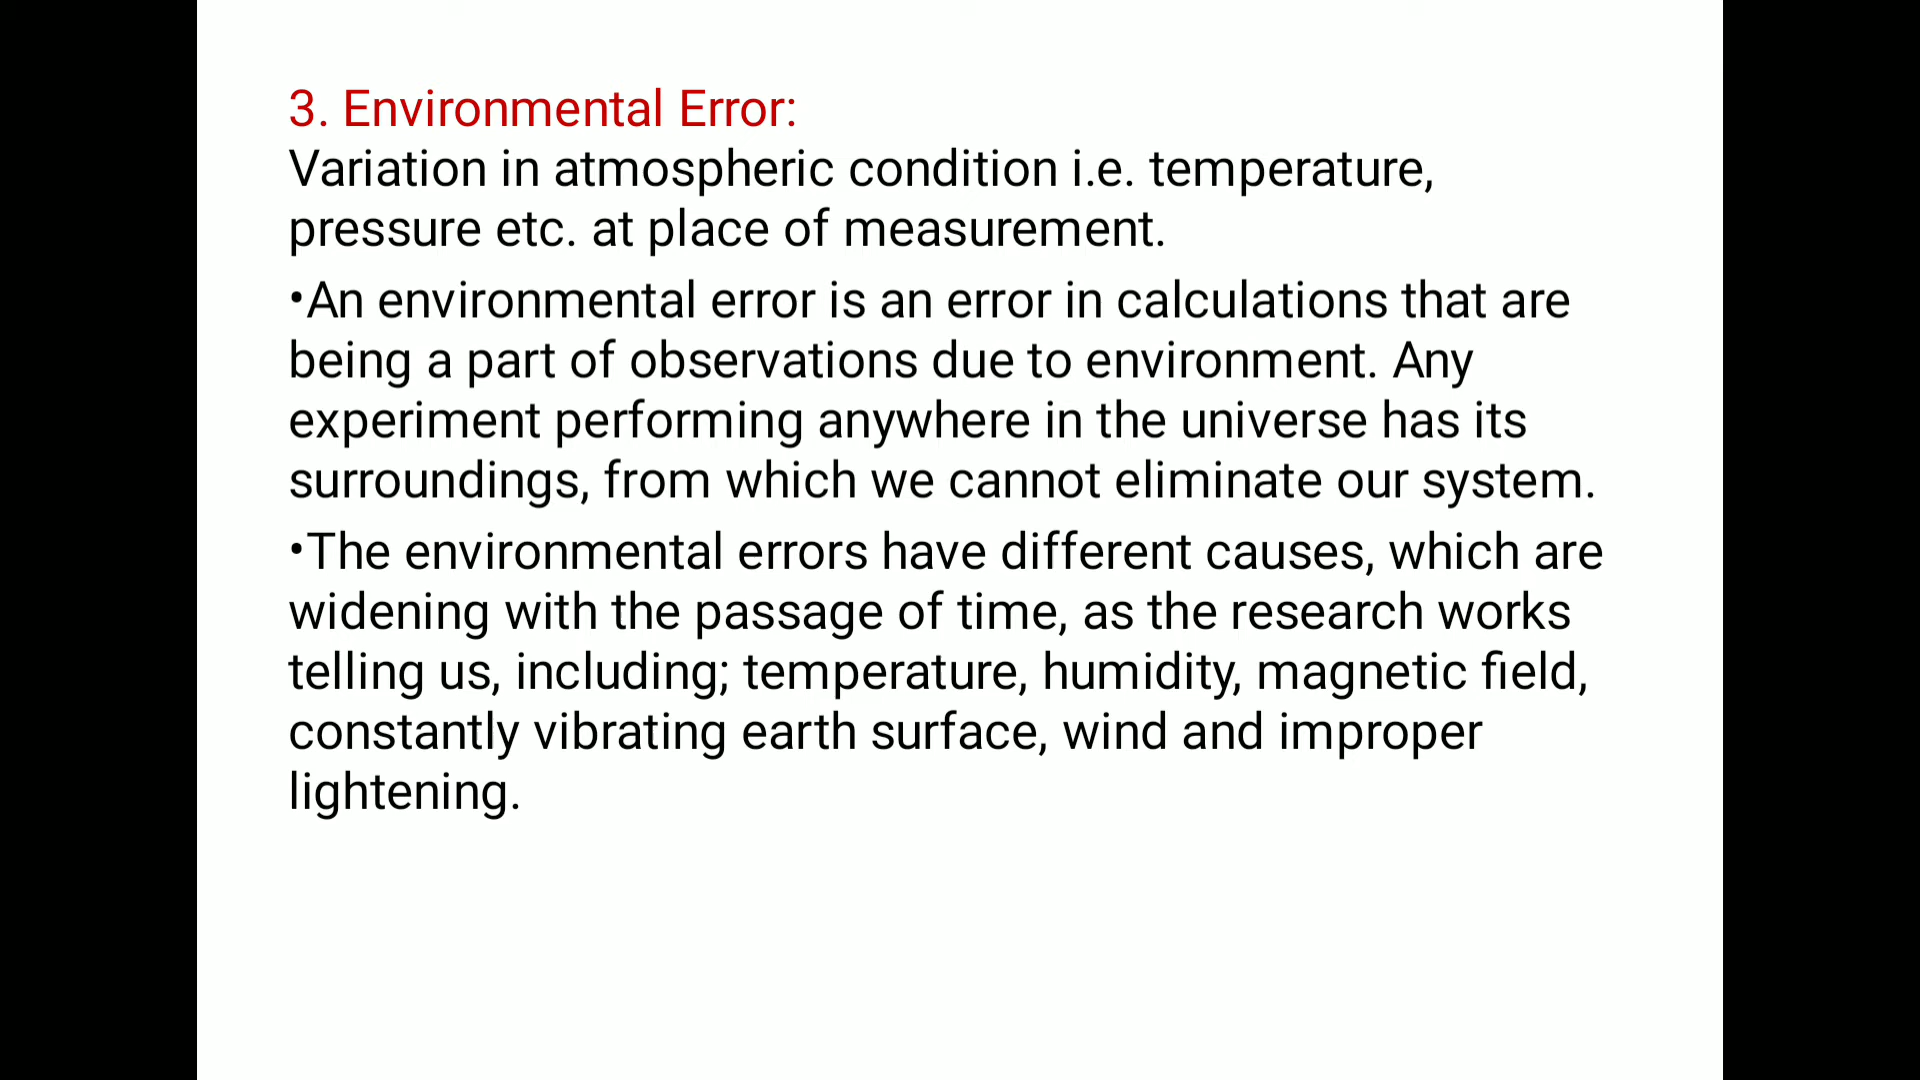 3. Environmental Error:
Variation in atmospheric condition i.e. temperature,
pressure etc. at place of measurement.
•An environmental error is an error in calculations that are
being a part of observations due to environment. Any
experiment performing anywhere in the universe has its
surroundings, from which we cannot eliminate our system.
•The environmental errors have different causes, which are
widening with the passage of time, as the research works
telling us, including; temperature, humidity, magnetic field,
constantly vibrating earth surface, wind and improper
lightening.